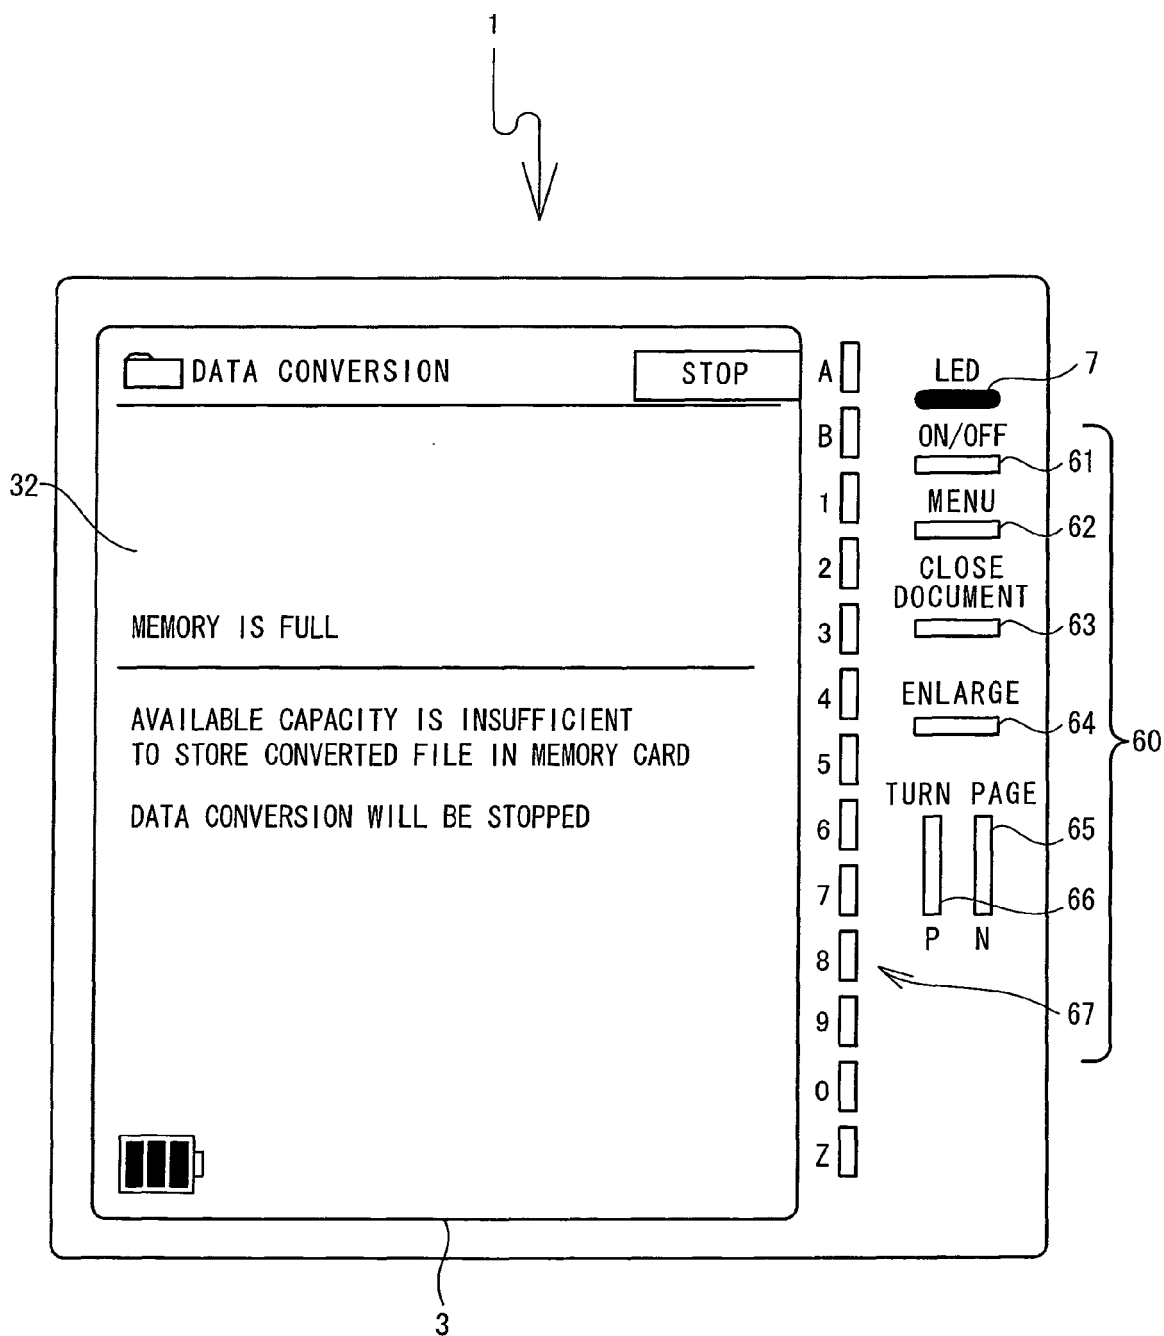 1
DATA CONVERSION
STOP
MEMORY IS FULL
AVAILABLE CAPACITY IS INSUFFICIENT
TO STORE CONVERTED FILE IN MEMORY CARD
DATA CONVERSION WILL BE STOPPED
32
3
A
B
1
2
3
4
5
6
7
8
9
0
Z
LED
7
ON/OFF
61
MENU
62
CLOSE
DOCUMENT
63
ENLARGE
64
60
TURN PAGE
65
66
P N
67